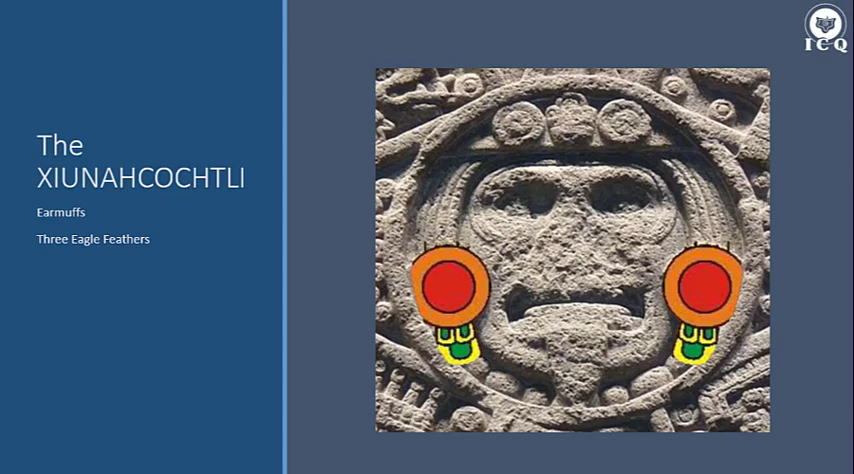 The
XIUNAHCOCHTLI
Earmuffs
Three Eagle Feathers
ICQ